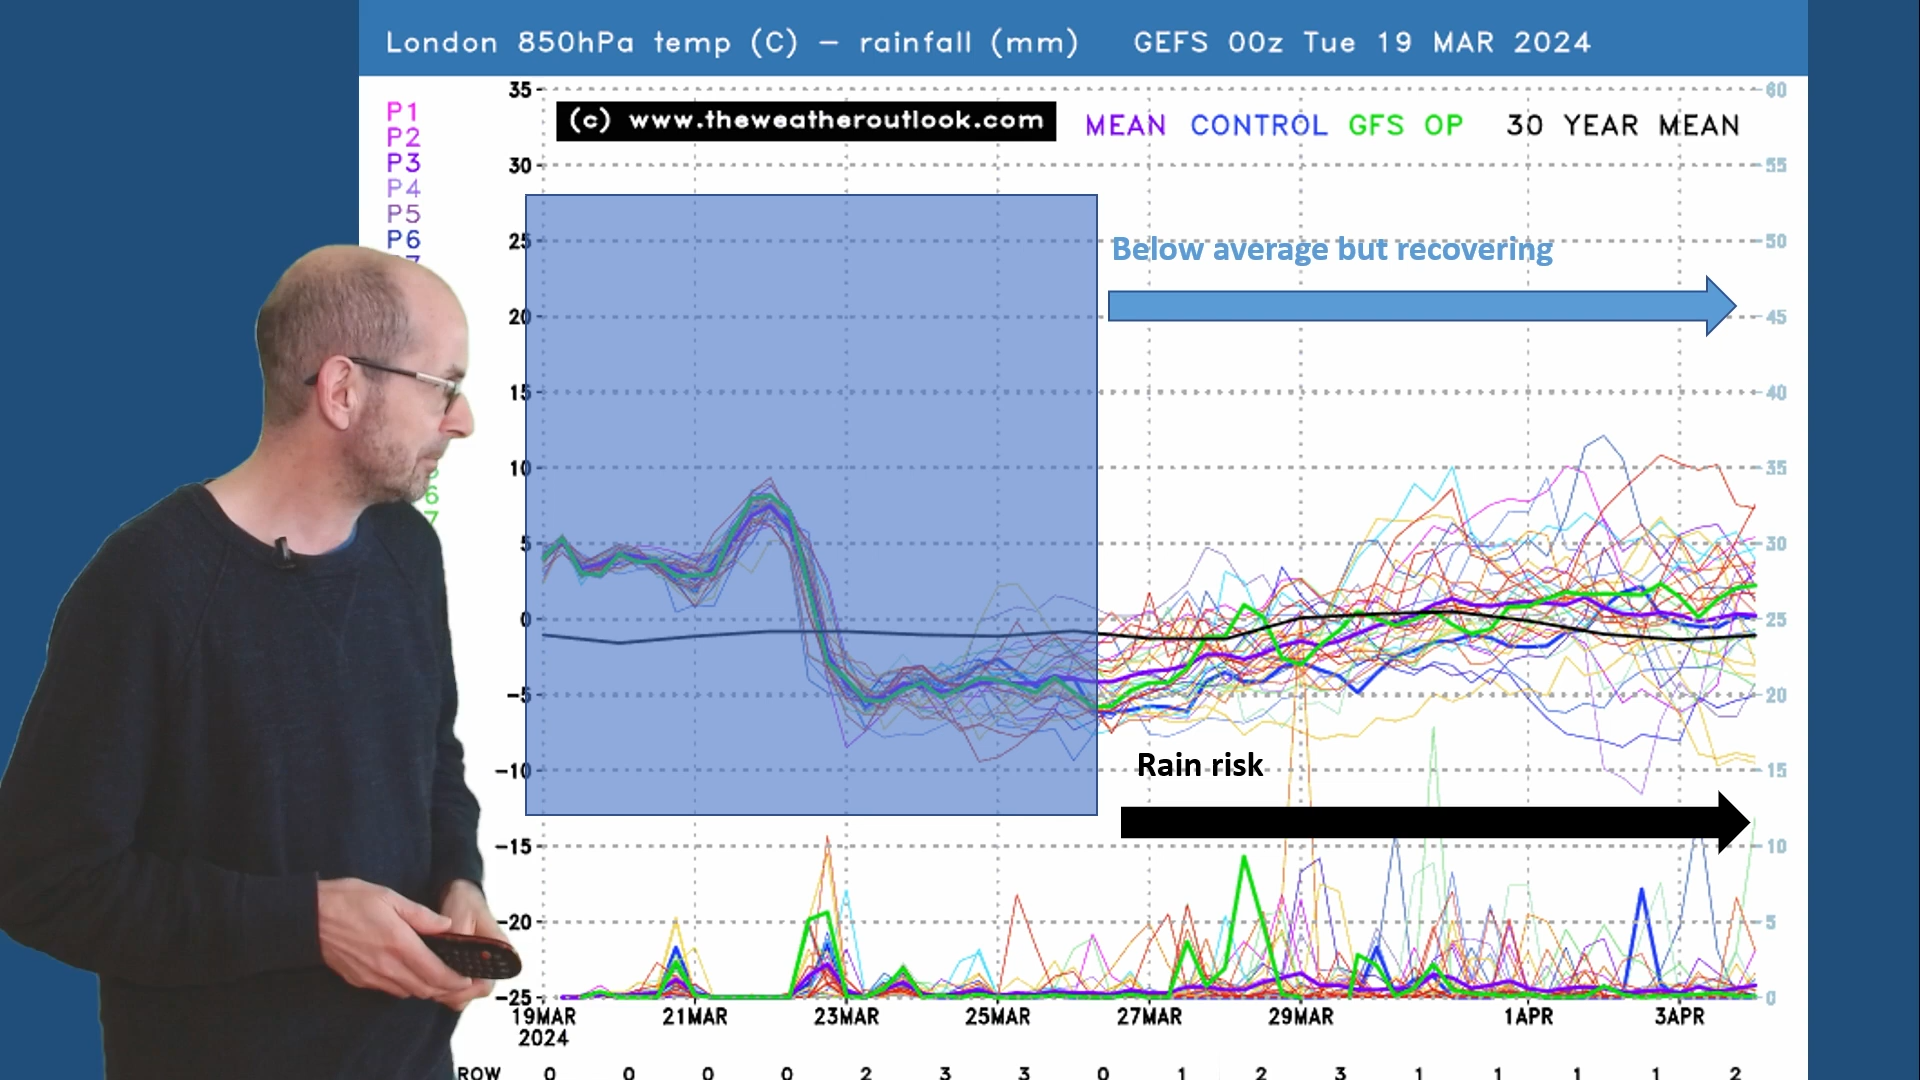 London 850hPa temp (C) – rainfall (mm) GEFS 00z Tue 19 MAR 2024
(c) www.theweatheroutlook.com MEAN CONTROL GFS OP 30 YEAR MEAN
P1
P2
P3
P4
P5
P6
35
30
25
20
15
10
5
0
−5
−10
−15
−20
−25
60
55
50
45
40
35
30
25
20
15
10
5
0
Below average but recovering
Rain risk
19MAR 21MAR 23MAR 25MAR 27MAR 29MAR 1APR 3APR
2024
ROW 0 0 0 0 2 3 3 0 1 2 3 1 1 1 1 2